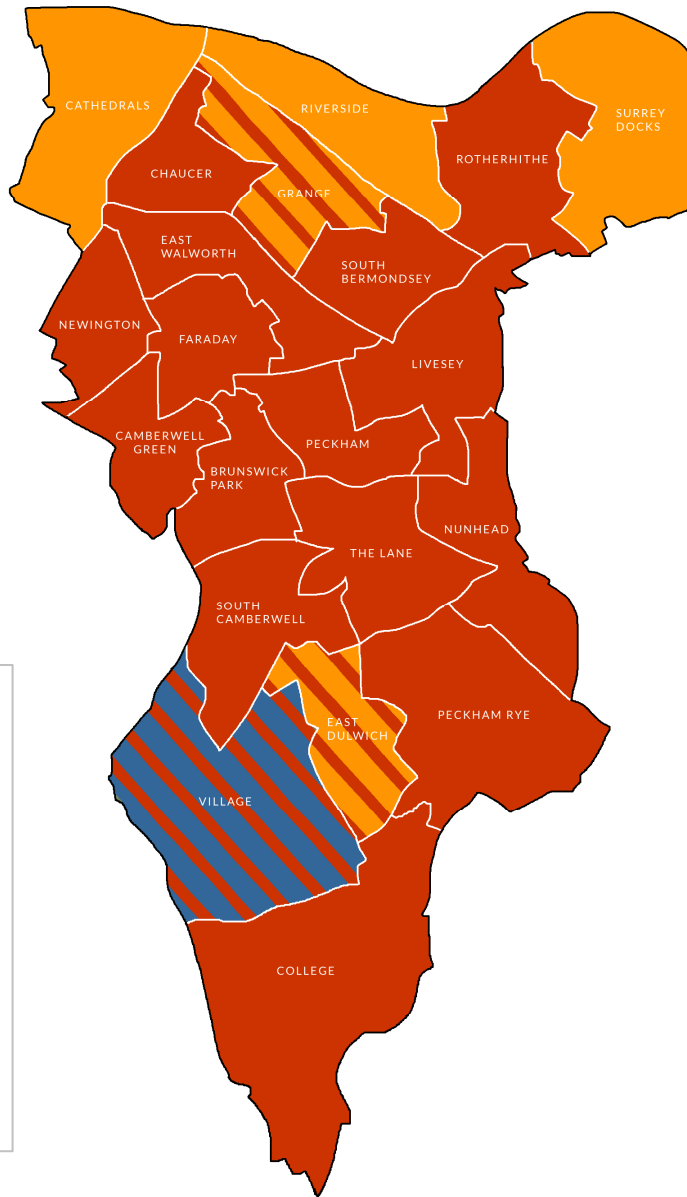 CATHEDRALS
RIVERSIDE
SURREY
DOCKS
ROTHERHITHE
CHAUCER
GRANGE
EAST
WALWORTH
SOUTH
BERMONDSEY
NEWINGTON
FARADAY
LIVESEY
CAMBERWELL
GREEN
PECKHAM
BRUNSWICK
PARK
NUNHEAD
THE LANE
SOUTH
CAMBERWELL
PECKHAM RYE
EAST
DULWICH
VILLAGE
COLLEGE